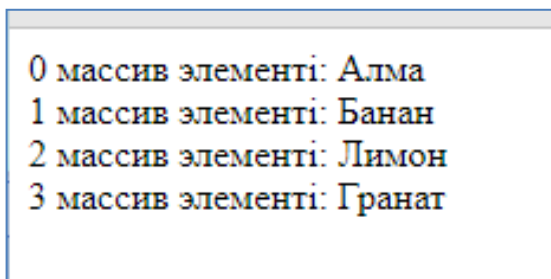 0 массив элементі: Алма
1 массив элементі: Банан
2 массив элементі: Лимон
3 массив элементі: Гранат